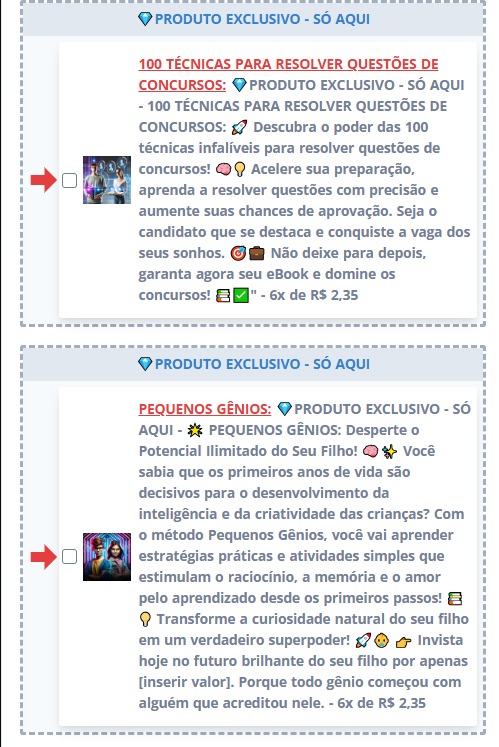 💎PRODUTO EXCLUSIVO - SÓ AQUI
100 TÉCNICAS PARA RESOLVER QUESTÕES DE
CONCURSOS: 💎PRODUTO EXCLUSIVO - SÓ AQUI
- 100 TÉCNICAS PARA RESOLVER QUESTÕES DE
CONCURSOS: 🚀 Descubra o poder das 100
técnicas infalíveis para resolver questões de
concursos! 🧠💡 Acelere sua preparação,
aprenda a resolver questões com precisão e
aumente suas chances de aprovação. Seja o
candidato que se destaca e conquiste a vaga dos
seus sonhos. 🎯💼 Não deixe para depois,
garanta agora seu eBook e domine os
concursos! 📚✅" - 6x de R$ 2,35
💎PRODUTO EXCLUSIVO - SÓ AQUI
PEQUENOS GÊNIOS: 💎PRODUTO EXCLUSIVO - SÓ
AQUI - 🌟 PEQUENOS GÊNIOS: Desperte o
Potencial Ilimitado do Seu Filho! 🧠✨ Você
sabia que os primeiros anos de vida são
decisivos para o desenvolvimento da
inteligência e da criatividade das crianças? Com
o método Pequenos Gênios, você vai aprender
estratégias práticas e atividades simples que
estimulam o raciocínio, a memória e o amor
pelo aprendizado desde os primeiros passos! 📚
💡 Transforme a curiosidade natural do seu filho
em um verdadeiro superpoder! 🚀👶 👉 Invista
hoje no futuro brilhante do seu filho por apenas
[inserir valor]. Porque todo gênio começou com
alguém que acreditou nele. - 6x de R$ 2,35